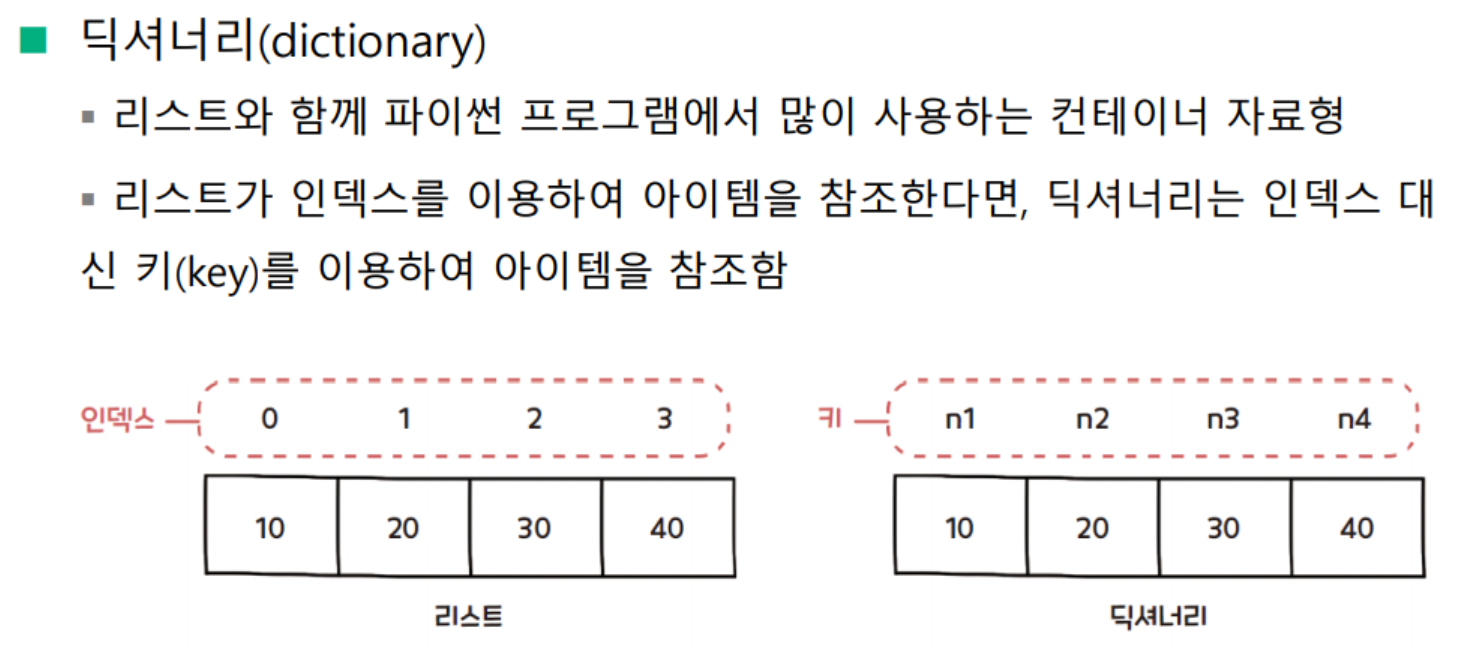 딕셔너리(dictionary)
리스트와 함께 파이썬 프로그램에서 많이 사용하는 컨테이너 자료형
리스트가 인덱스를 이용하여 아이템을 참조한다면, 딕셔너리는 인덱스 대
신 키(key)를 이용하여 아이템을 참조함
인덱스 0 1 2 3
10 20 30 40
리스트
키 n1 n2 n3 n4
10 20 30 40
딕셔너리